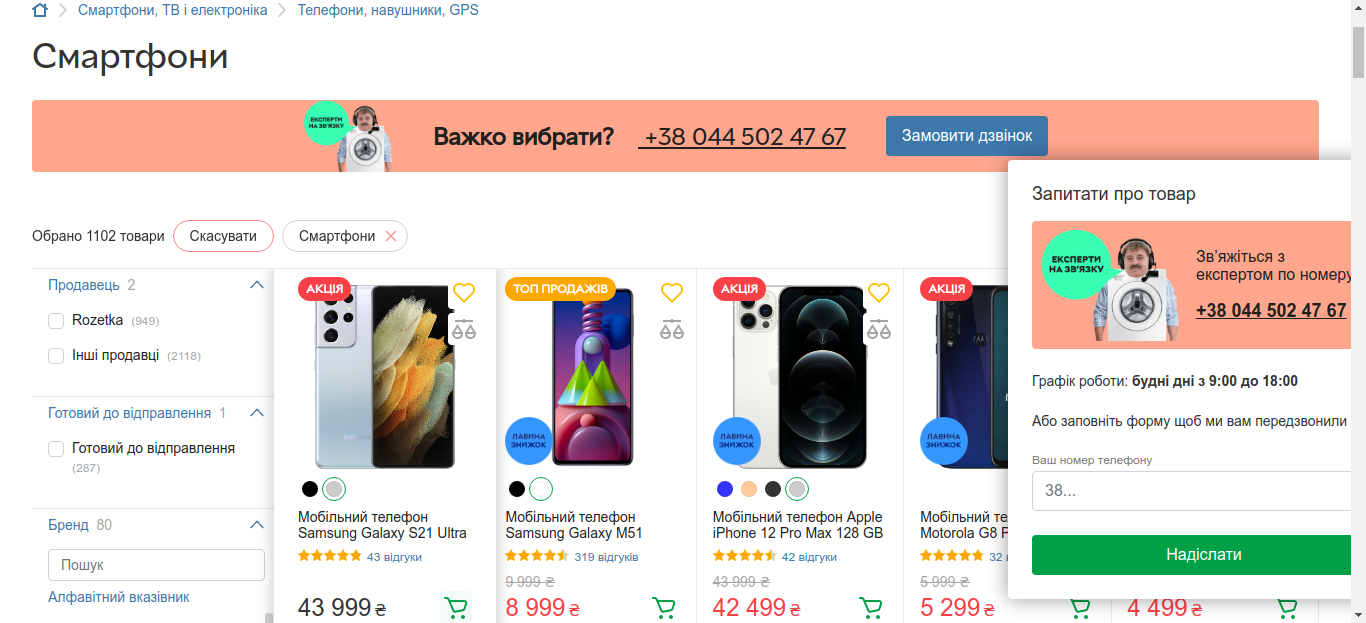 Смартфони, ТВ і електроніка
Телефони, навушники, GPS
Смартфони
ЕКСПЕРТИ
НА ЗВ'ЯЗКУ
Важко вибрати?
+38 044 502 47 67
Замовити дзвінок
Обрано 1102 товари
Скасувати
Смартфони
Продавець 2
Rozetka (949)
Інші продавці (2118)
Готовий до відправлення 1
Готовий до відправлення
(287)
Бренд 80
Пошук
Алфавітний вказівник
АКЦІЯ
SAMSUNG
Мобільний телефон
Samsung Galaxy S21 Ultra
43 відгуки
43 999 ₴
ТОП ПРОДАЖІВ
ЛАВИНА
ЗНИЖОК
Мобільний телефон
Samsung Galaxy M51
319 відгуків
9 999 ₴
8 999 ₴
АКЦІЯ
ЛАВИНА
ЗНИЖОК
Мобільний телефон Apple
iPhone 12 Pro Max 128 GB
42 відгуки
43 999 ₴
42 499 ₴
АКЦІЯ
ЛАВИНА
ЗНИЖОК
Мобільний те
Motorola G8 P
32
5 999 ₴
5 299 ₴
4 499 ₴
Запитати про товар
ЕКСПЕРТИ
НА ЗВ'ЯЗКУ
Зв'яжіться з
експертом по номеру
+38 044 502 47 67
Графік роботи: будні дні з 9:00 до 18:00
Або заповніть форму щоб ми вам передзвонили
Ваш номер телефону
38...
Надіслати